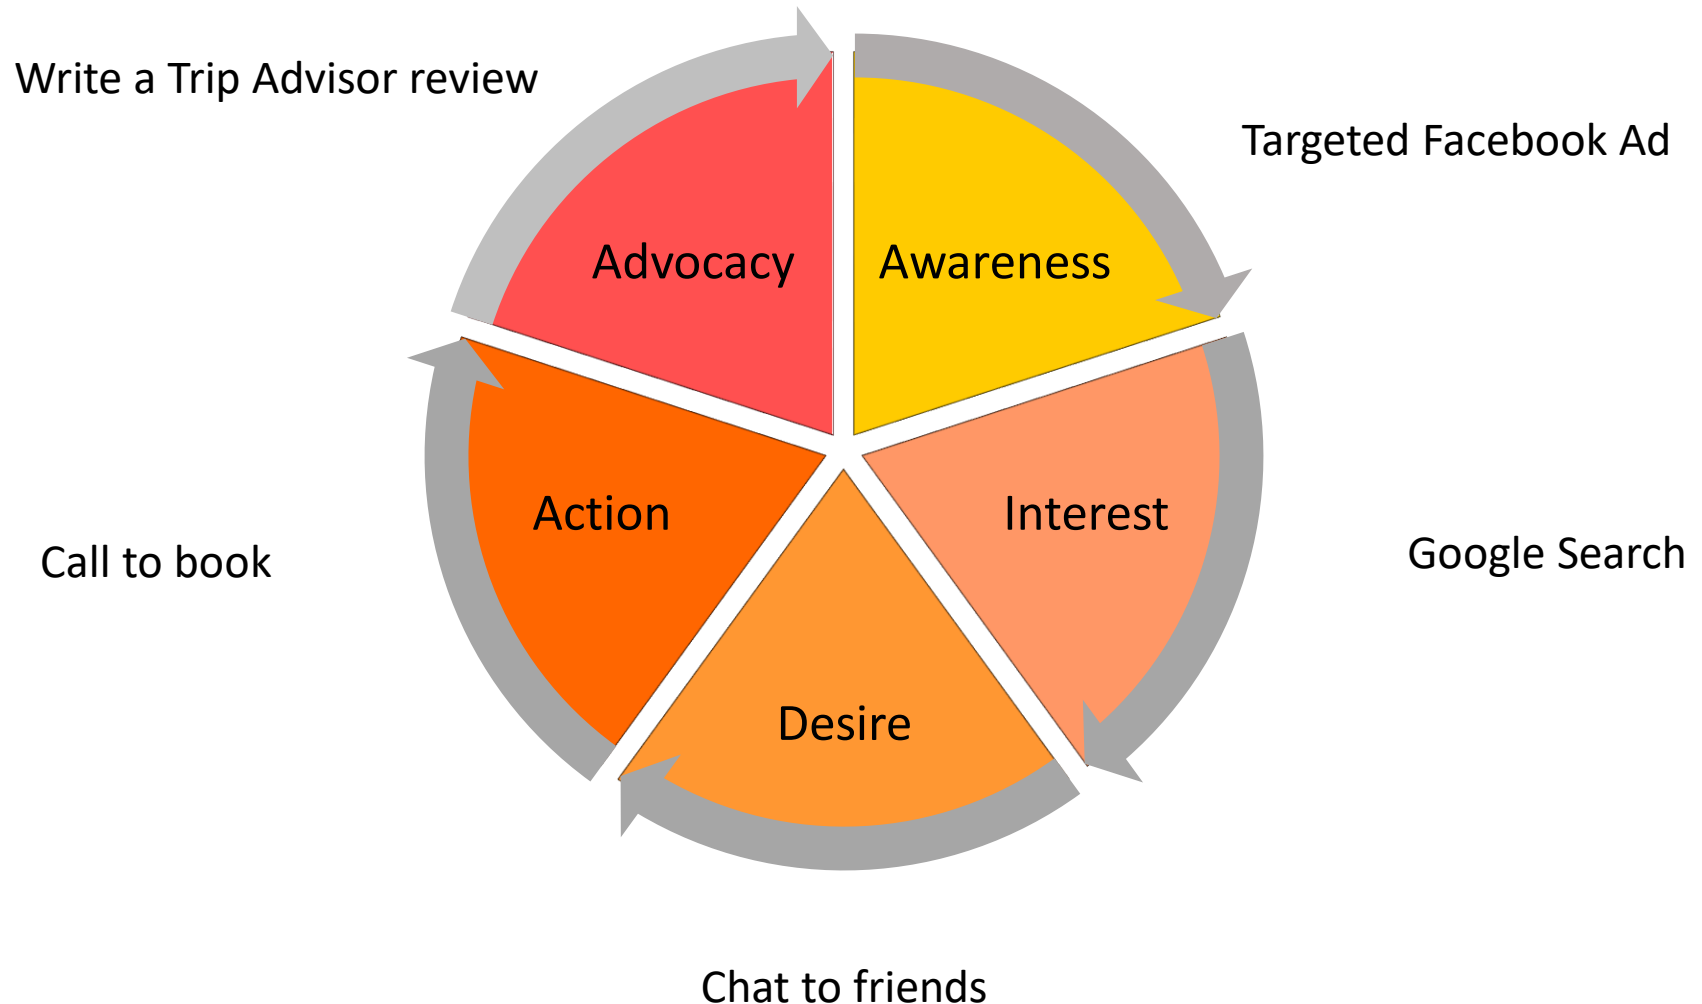 Write a Trip Advisor review
Targeted Facebook Ad
Advocacy
Awareness
Action
Interest
Call to book
Google Search
Desire
Chat to friends